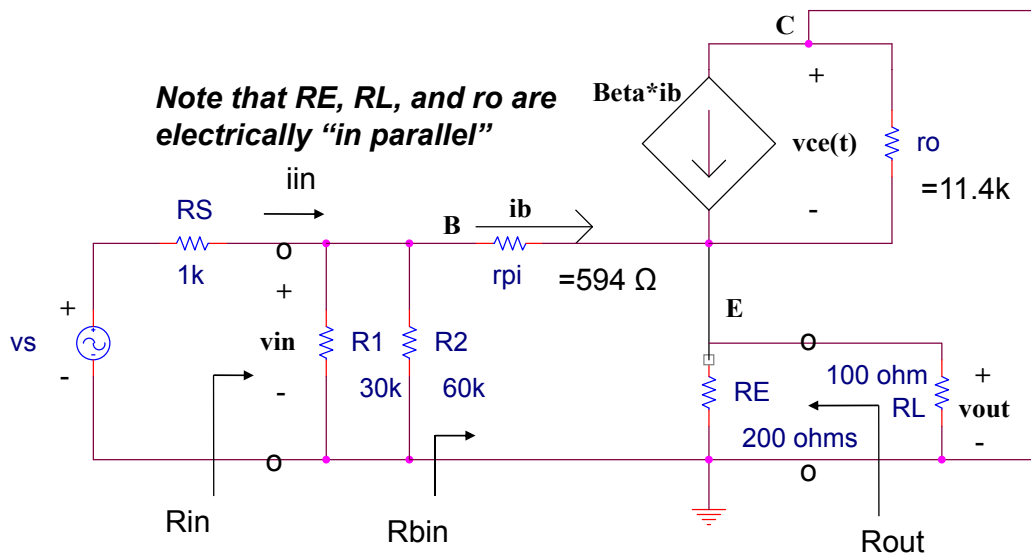 C
Note that RE, RL, and ro are
electrically “in parallel”
Beta*ib
+
vce(t)
-
ro
=11.4k
iin
RS
1k
o
B
ib
rpi
=594 Ω
E
vs
+
-
+
vin
-
R1
30k
R2
60k
o
RE
200 ohms
o
100 ohm
RL
+
vout
-
o
Rin
Rbin
Rout